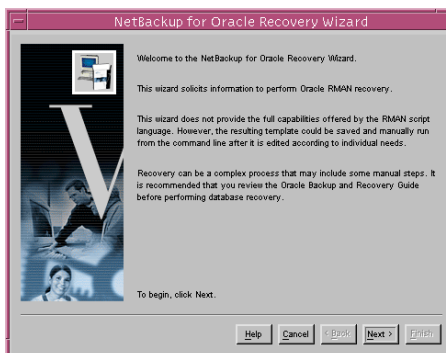 NetBackup for Oracle Recovery Wizard
Welcome to the NetBackup for Oracle Recovery Wizard.
This wizard solicits information to perform Oracle RMAN recovery.
This wizard does not provide the full capabilities offered by the RMAN script
language. However, the resulting template could be saved and manually run
from the command line after it is edited according to individual needs.
Recovery can be a complex process that may include some manual steps. It
is recommended that you review the Oracle Backup and Recovery Guide
before performing database recovery.
To begin, click Next.
Help Cancel < Back Next > Finish